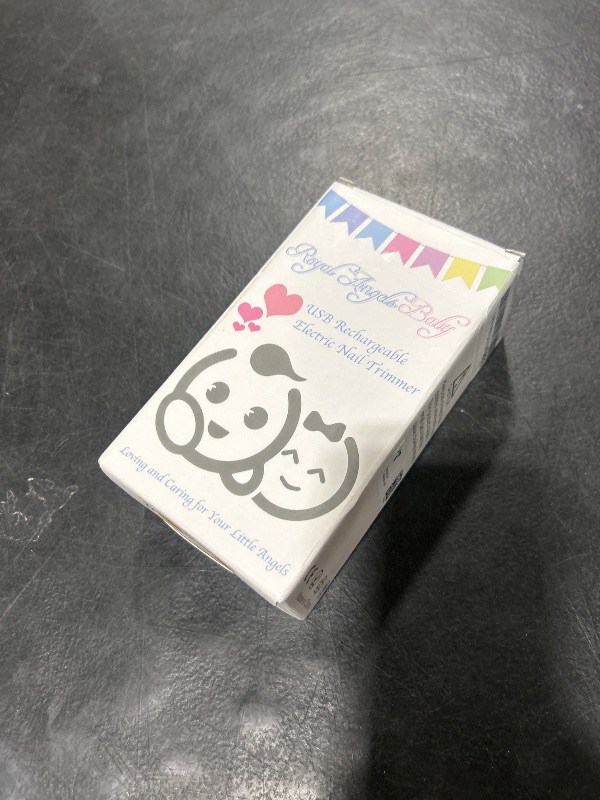 Royal Angels Baby
USB Rechargeable
Electric Nail Trimmer
Loving and Caring for Your Little Angels